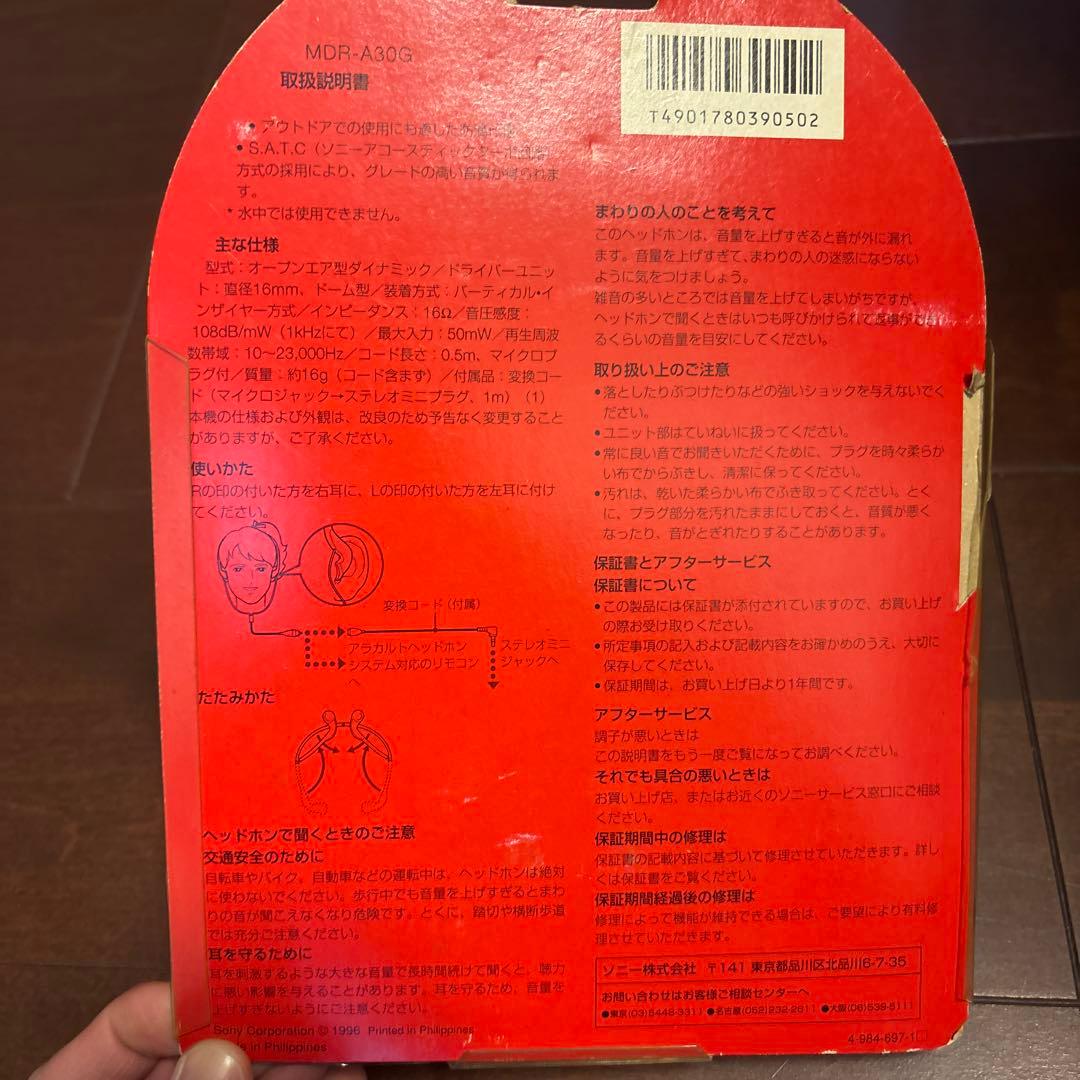 MDR-A30G
取扱説明書
T4901780390502
• アウトドアでの使用にも適した
• S.A.T.C（ソニーアコースティックターボ回路）
方式の採用により、グレードの高い音質が得られま
す。
* 水中では使用できません。
主な仕様
型式：オープンエア型ダイナミック／ドライバーユニッ
ト：直径16mm、ドーム型／装着方式：バーティカル・イ
ンザイヤー方式／インピーダンス：16Ω／音圧感度：
108dB/mW（1kHzにて）／最大入力：50mW／再生周波
数帯域：10〜23,000Hz／コード長さ：0.5m、マイクロプ
ラグ付／質量：約16g（コード含まず）／付属品：変換コー
ド（マイクロジャック→ステレオミニプラグ、1m）(1)
本機の仕様および外観は、改良のため予告なく変更すること
がありますが、ご了承ください。
使いかた
Rの印の付いた方を右耳に、Lの印の付いた方を左耳に付け
てください。
変換コード（付属）
アラカルトヘッドホン
システム対応のリモコン
へ
ステレオミニ
ジャックへ
たたみかた
ヘッドホンで聞くときのご注意
交通安全のために
自転車やバイク、自動車などの運転中は、ヘッドホンは絶対
に使わないでください。歩行中でも音量を上げすぎるとまわ
りの音が聞こえなくなり危険です。とくに、踏切や横断歩道
では充分ご注意ください。
耳を守るために
耳を刺激するような大きな音量で長時間続けて聞くと、聴力
に悪い影響を与えることがあります。耳を守るため、音量を
上げすぎないようにご注意ください。
Sony Corporation © 1996 Printed in Philippines
in Philippines
まわりの人のことを考えて
このヘッドホンは、音量を上げすぎると音が外に漏れ
ます。音量を上げすぎて、まわりの人の迷惑にならない
ように気をつけましょう。
雑音の多いところでは音量を上げてしまいがちですが、
ヘッドホンで聞くときはいつも呼びかけられて返事ができ
るくらいの音量を目安にしてください。
取り扱い上のご注意
•落としたりぶつけたりなどの強いショックを与えないでく
ださい。
•ユニット部はていねいに扱ってください。
•常に良い音でお聞きいただくために、プラグを時々柔らか
い布でからぶきし、清潔に保ってください。
•汚れは、乾いた柔らかい布でふき取ってください。とく
に、プラグ部分を汚れたままにしておくと、音質が悪く
なったり、音がとぎれたりすることがあります。
保証書とアフターサービス
保証書について
•この製品には保証書が添付されていますので、お買い上げ
の際お受け取りください。
•所定事項の記入および記載内容をお確かめのうえ、大切に
保存してください。
•保証期間は、お買い上げ日より1年間です。
アフターサービス
調子が悪いときは
この説明書をもう一度ご覧になってお調べください。
それでも具合の悪いときは
お買い上げ店、またはお近くのソニーサービス窓口にご相談
ください。
保証期間中の修理は
保証書の記載内容に基づいて修理させていただきます。詳し
くは保証書をご覧ください。
保証期間経過後の修理は
修理によって機能が維持できる場合は、ご要望により有料修
理させていただきます。
ソニー株式会社 〒141 東京都品川区北品川6-7-35
お問い合わせはお客様ご相談センターへ
●東京(03)5448-3311 ●名古屋(052)232-2611 ●大阪(06)539-5111
4-984-697-1